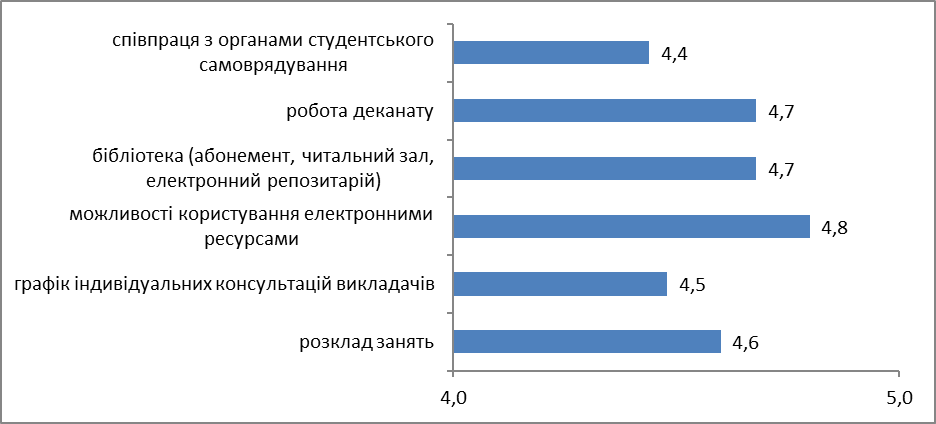 співпраця з органами студентського
самоврядування
4,4
робота деканату
4,7
бібліотека (абонемент, читальний зал,
електронний репозитарій)
4,7
можливості користування електронними
ресурсами
4,8
графік індивідуальних консультацій викладачів
4,5
розклад занять
4,6
4,0
5,0